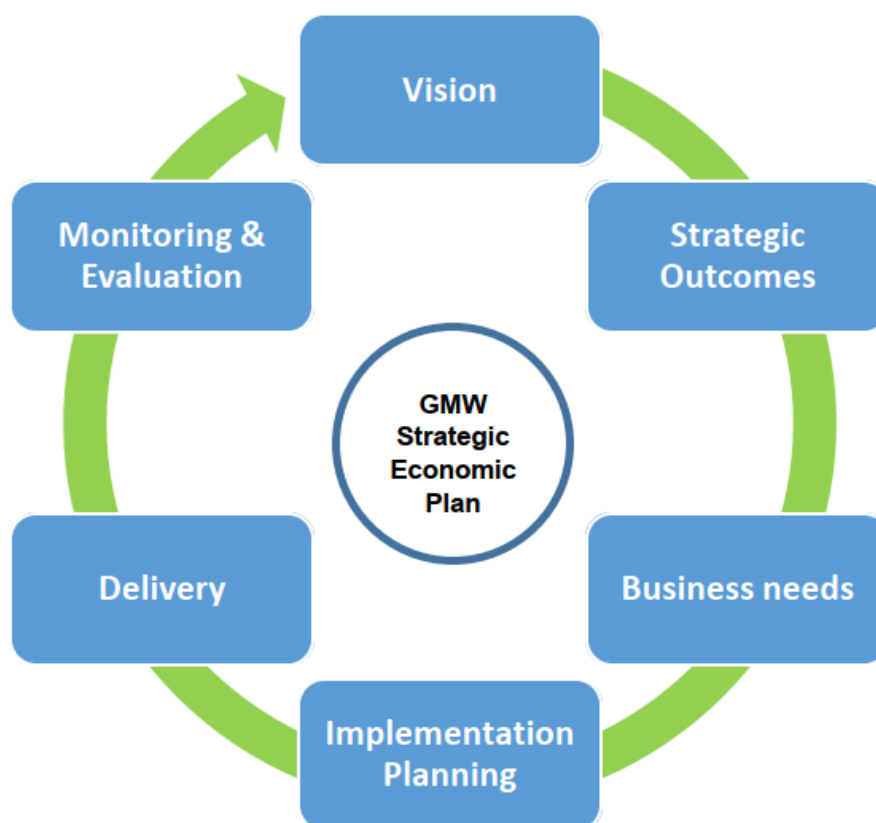 Vision
Strategic
Outcomes
Business needs
Implementation
Planning
Delivery
Monitoring &
Evaluation
GMW
Strategic
Economic
Plan